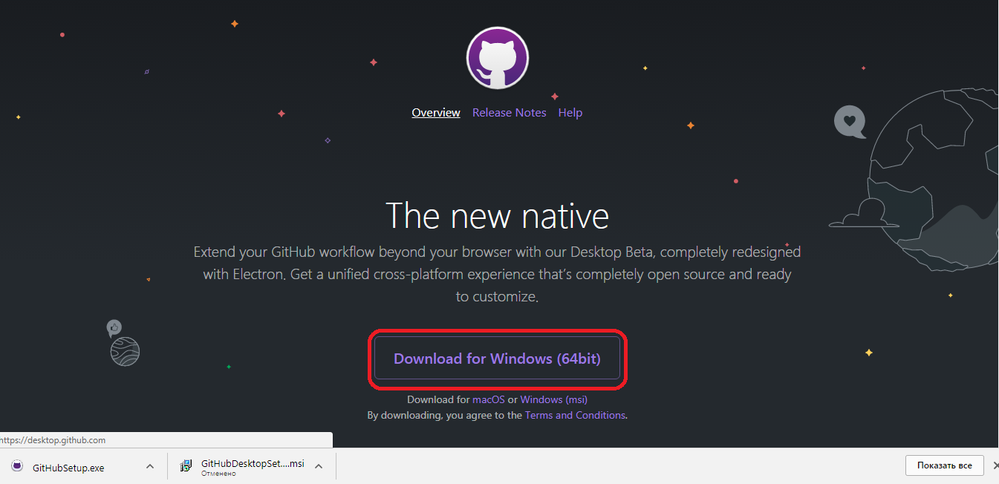 Overview Release Notes Help
The new native
Extend your GitHub workflow beyond your browser with our Desktop Beta, completely redesigned
with Electron. Get a unified cross-platform experience that’s completely open source and ready
to customize.
Download for Windows (64bit)
Download for macOS or Windows (msi)
By downloading, you agree to the Terms and Conditions.
https://desktop.github.com
GitHubSetup.exe
GitHubDesktopSet....msi
Отменено
Показать все